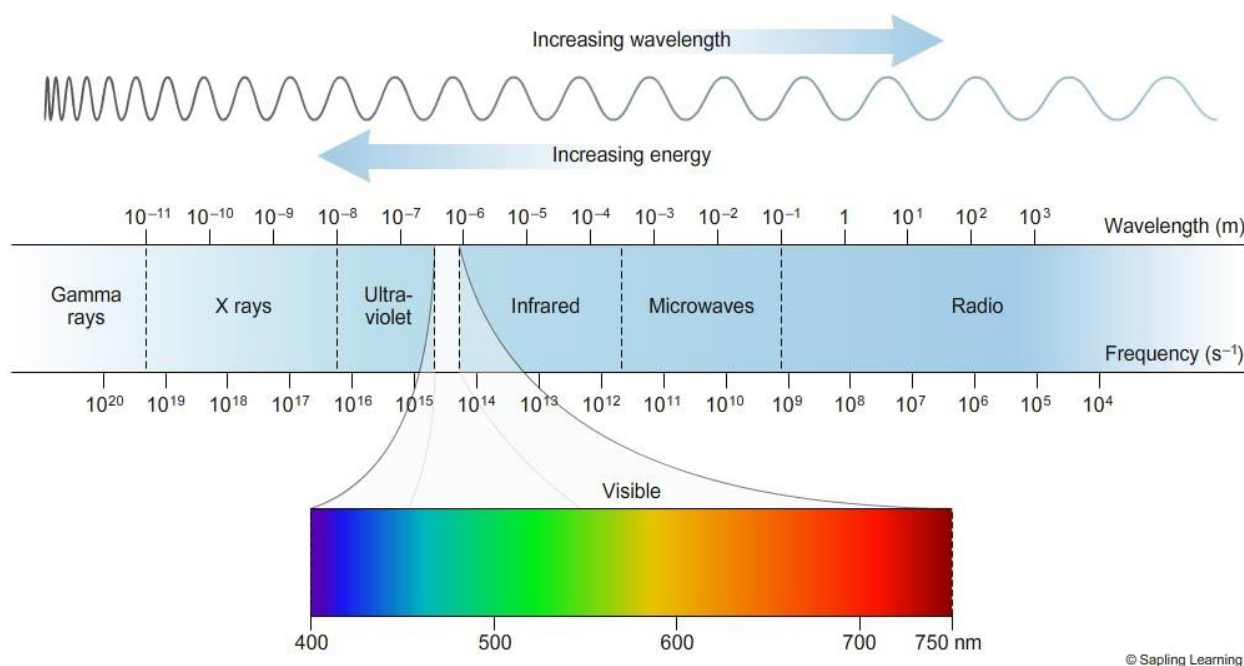 Increasing wavelength
Increasing energy
10⁻¹¹ 10⁻¹⁰ 10⁻⁹ 10⁻⁸ 10⁻⁷ 10⁻⁶ 10⁻⁵ 10⁻⁴ 10⁻³ 10⁻² 10⁻¹ 1 10¹ 10² 10³ Wavelength (m)
Gamma rays X rays Ultra-violet Infrared Microwaves Radio
Frequency (s⁻¹)
10²⁰ 10¹⁹ 10¹⁸ 10¹⁷ 10¹⁶ 10¹⁵ 10¹⁴ 10¹³ 10¹² 10¹¹ 10¹⁰ 10⁹ 10⁸ 10⁷ 10⁶ 10⁵ 10⁴
Visible
400 500 600 700 750 nm
© Sapling Learning